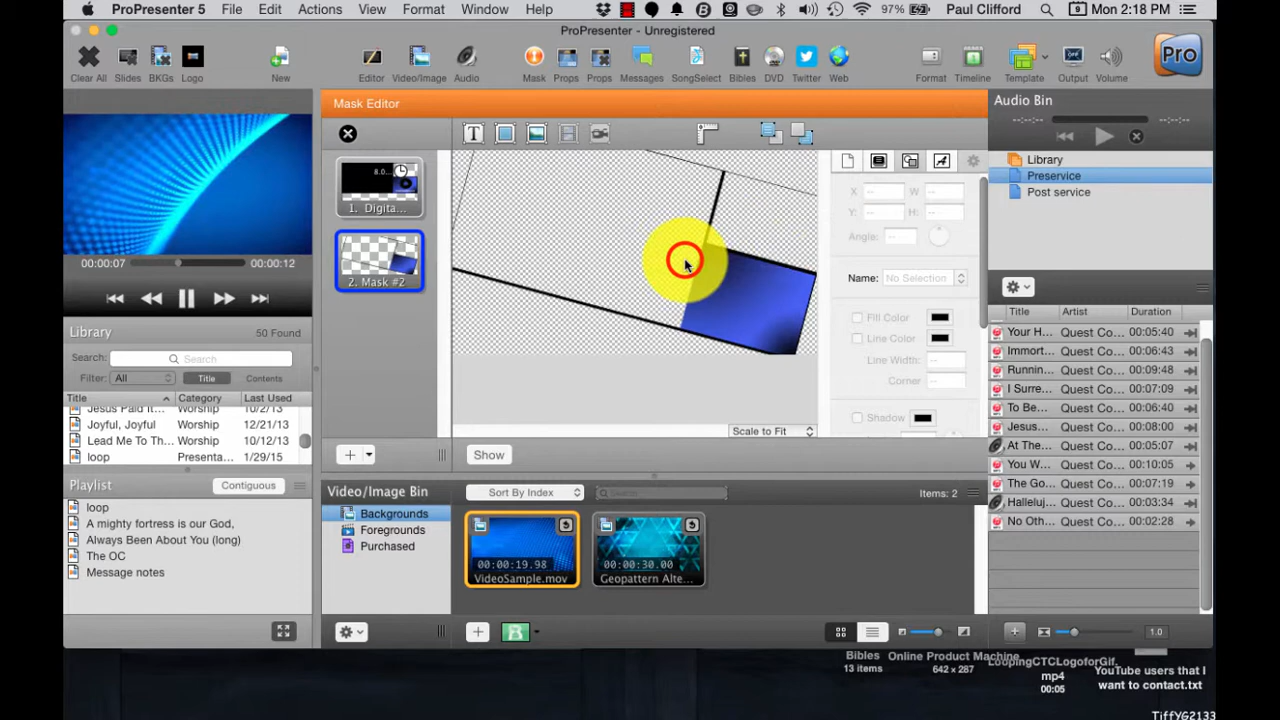 ProPresenter 5 File Edit Actions View Format Window Help 97% Paul Clifford Mon 2:18 PM
ProPresenter - Unregistered
Clear All Slides BKGs Logo New Editor Video/Image Audio Mask Props Props Messages SongSelect Bibles DVD Twitter Web Format Timeline Template Output Volume
Pro
Mask Editor
Audio Bin
--:--:-- --:--:--
Library
Preservice
Post service
T
8.0...
1. Digita...
2. Mask #2
X -- W --
Y: -- H: --
Angle: --
Name: No Selection
Fill Color
Line Color
Line Width: --
Corner --
Shadow
Scale to Fit
Show
00:00:07 00:00:12
Library 50 Found
Search: Search
Filter: All Title Contents
Title Category Last Used
Jesus Paid It... Worship 10/2/13
Joyful, Joyful Worship 12/21/13
Lead Me To Th... Worship 10/12/13
loop Presenta... 1/29/15
Playlist Contiguous
loop
A mighty fortress is our God,
Always Been About You (long)
The OC
Message notes
Video/Image Bin Sort By Index Search Items: 2
Backgrounds
Foregrounds
Purchased
00:00:19.98
VideoSample.mov
00:00:30.00
Geopattern Alte...
Title Artist Duration
Your H... Quest Co... 00:05:40
Immort... Quest Co... 00:06:43
Runnin... Quest Co... 00:09:48
I Surre... Quest Co... 00:07:09
To Be... Quest Co... 00:06:40
Jesus... Quest Co... 00:08:00
At The... Quest Co... 00:05:07
You W... Quest Co... 00:10:05
The Go... Quest Co... 00:07:19
Halleluj... Quest Co... 00:03:34
No Oth... Quest Co... 00:02:28
1.0
Bibles
13 items
Online Product Machine
642 x 287
LoopingCTCLogoforGif.
mp4
00:05
YouTube users that I
want to contact.txt
TiffyG2133